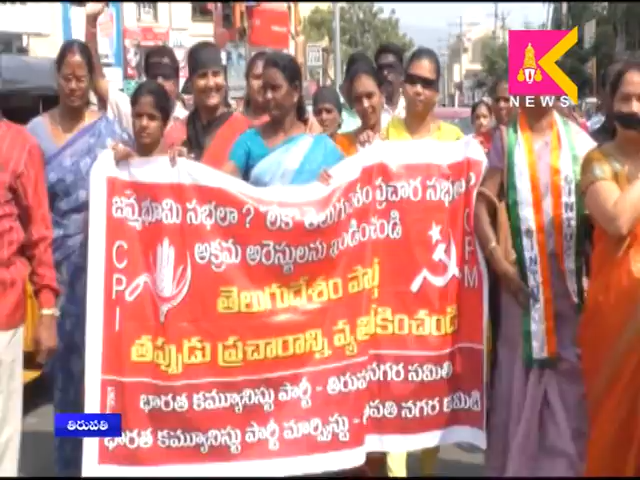 K
NEWS
జన్మభూమి సభలా? లేక తెలుగుదేశం ప్రచార సభలా?
అక్రమ అరెస్టులను ఖండించండి
CPI
CPM
తెలుగుదేశం పార్టీ
తప్పుడు ప్రచారాన్ని వ్యతిరేకించండి
భారత కమ్యూనిస్టు పార్టీ - తిరుపతి నగర సమితి
భారత కమ్యూనిస్టు పార్టీ మార్క్సిస్టు - తిరుపతి నగర కమిటీ
తిరుపతి